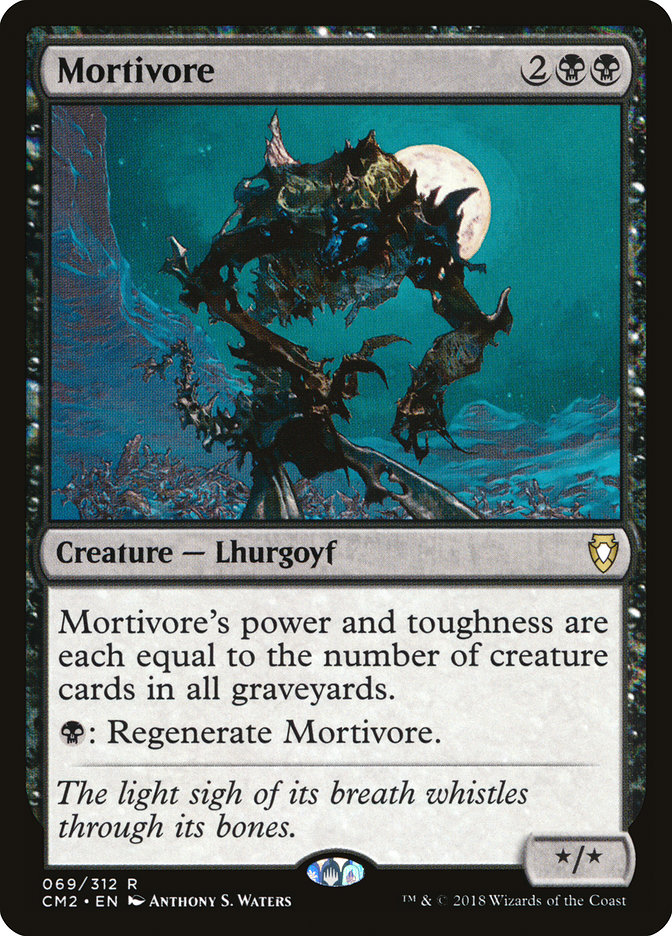 Mortivore 2
Creature — Lhurgoyf
Mortivore's power and toughness are
each equal to the number of creature
cards in all graveyards.
: Regenerate Mortivore.
The light sigh of its breath whistles
through its bones.
★/★
069/312 R
CM2 • EN Anthony S. Waters
™ & © 2018 Wizards of the Coast